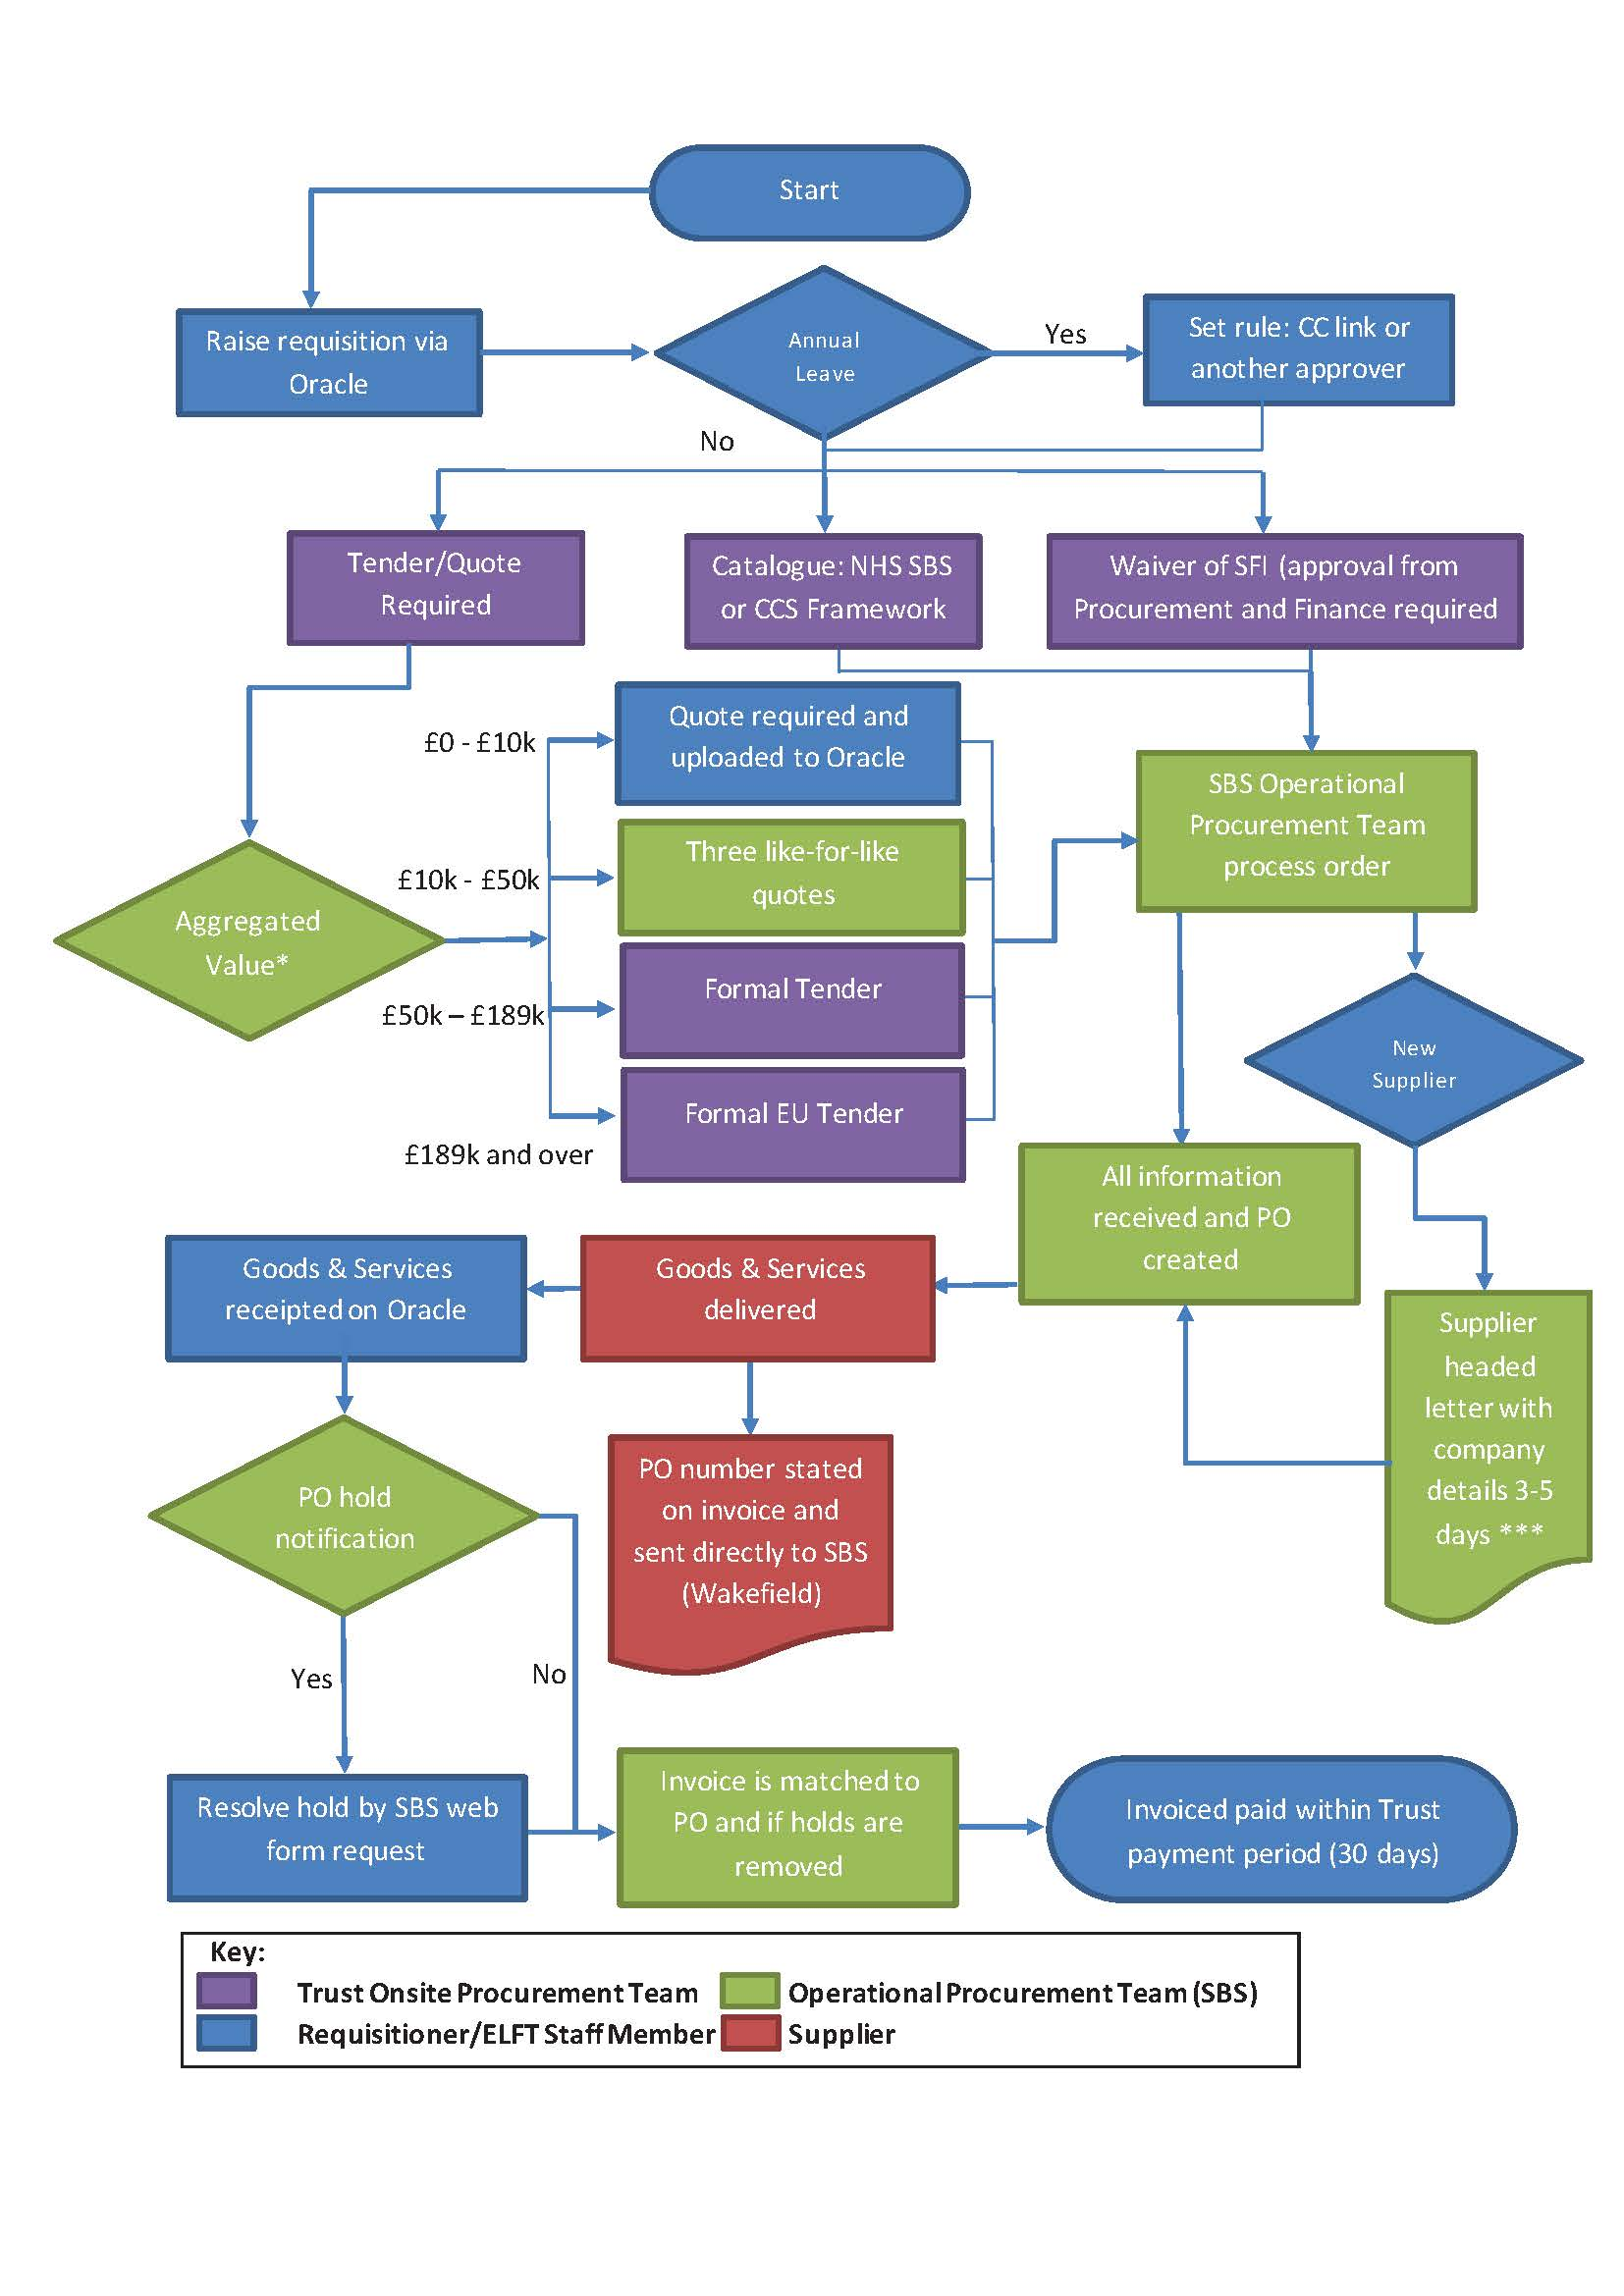 Start
Raise requisition via
Oracle
Annual
Leave
Yes
Set rule: CC link or
another approver
No
Tender/Quote
Required
Catalogue: NHS SBS
or CCS Framework
Waiver of SFI (approval from
Procurement and Finance required
£0 - £10k
Quote required and
uploaded to Oracle
SBS Operational
Procurement Team
process order
£10k - £50k
Three like-for-like
quotes
Aggregated
Value*
£50k – £189k
Formal Tender
New
Supplier
£189k and over
Formal EU Tender
All information
received and PO
created
Goods & Services
receipted on Oracle
Goods & Services
delivered
Supplier
headed
letter with
company
details 3-5
days ***
PO hold
notification
PO number stated
on invoice and
sent directly to SBS
(Wakefield)
Yes
No
Resolve hold by SBS web
form request
Invoice is matched to
PO and if holds are
removed
Invoiced paid within Trust
payment period (30 days)
Key:
Trust Onsite Procurement Team
Operational Procurement Team (SBS)
Requisitioner/ELFT Staff Member
Supplier